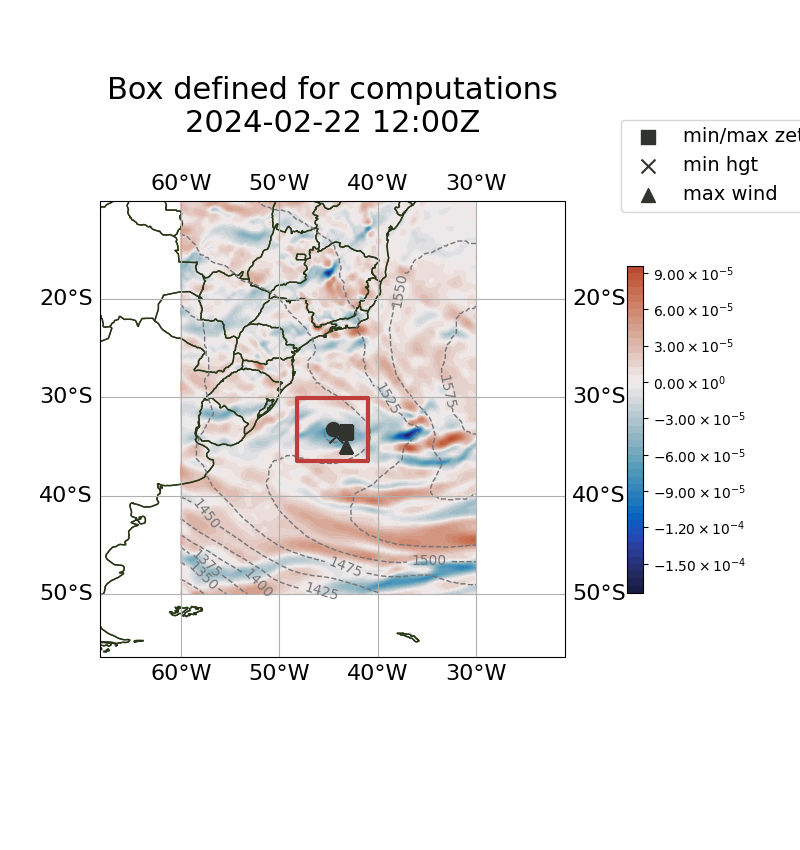 Box defined for computations
2024-02-22 12:00Z
min/max zet
min hgt
max wind
60°W 50°W 40°W 30°W
20°S 20°S
30°S 30°S
40°S 40°S
50°S 50°S
60°W 50°W 40°W 30°W
1550
1575
1525
1450
1475
1500
1375
1350
1400
1425
9.00 × 10⁻⁵
6.00 × 10⁻⁵
3.00 × 10⁻⁵
0.00 × 10⁰
−3.00 × 10⁻⁵
−6.00 × 10⁻⁵
−9.00 × 10⁻⁵
−1.20 × 10⁻⁴
−1.50 × 10⁻⁴